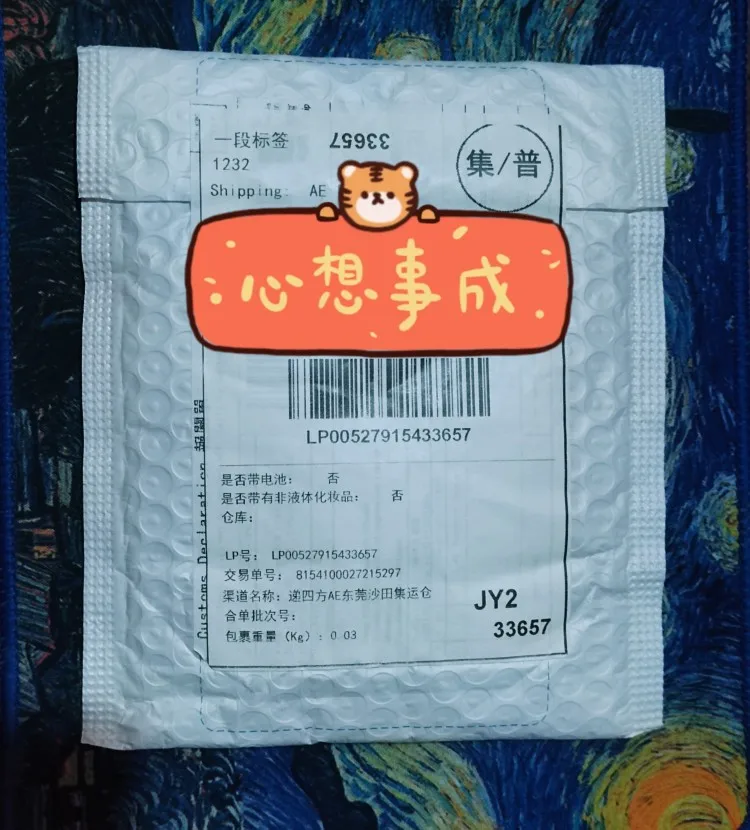 一段标签
33657
1232
集/普
Shipping: AE
心想事成
LP00527915433657
Customs Declaration
是否带电池： 否
是否带有非液体化妆品： 否
仓库：
LP号： LP00527915433657
交易单号： 8154100027215297
渠道名称：递四方AE东莞沙田集运仓
JY2
合单批次号：
33657
包裹重量（Kg）：0.03